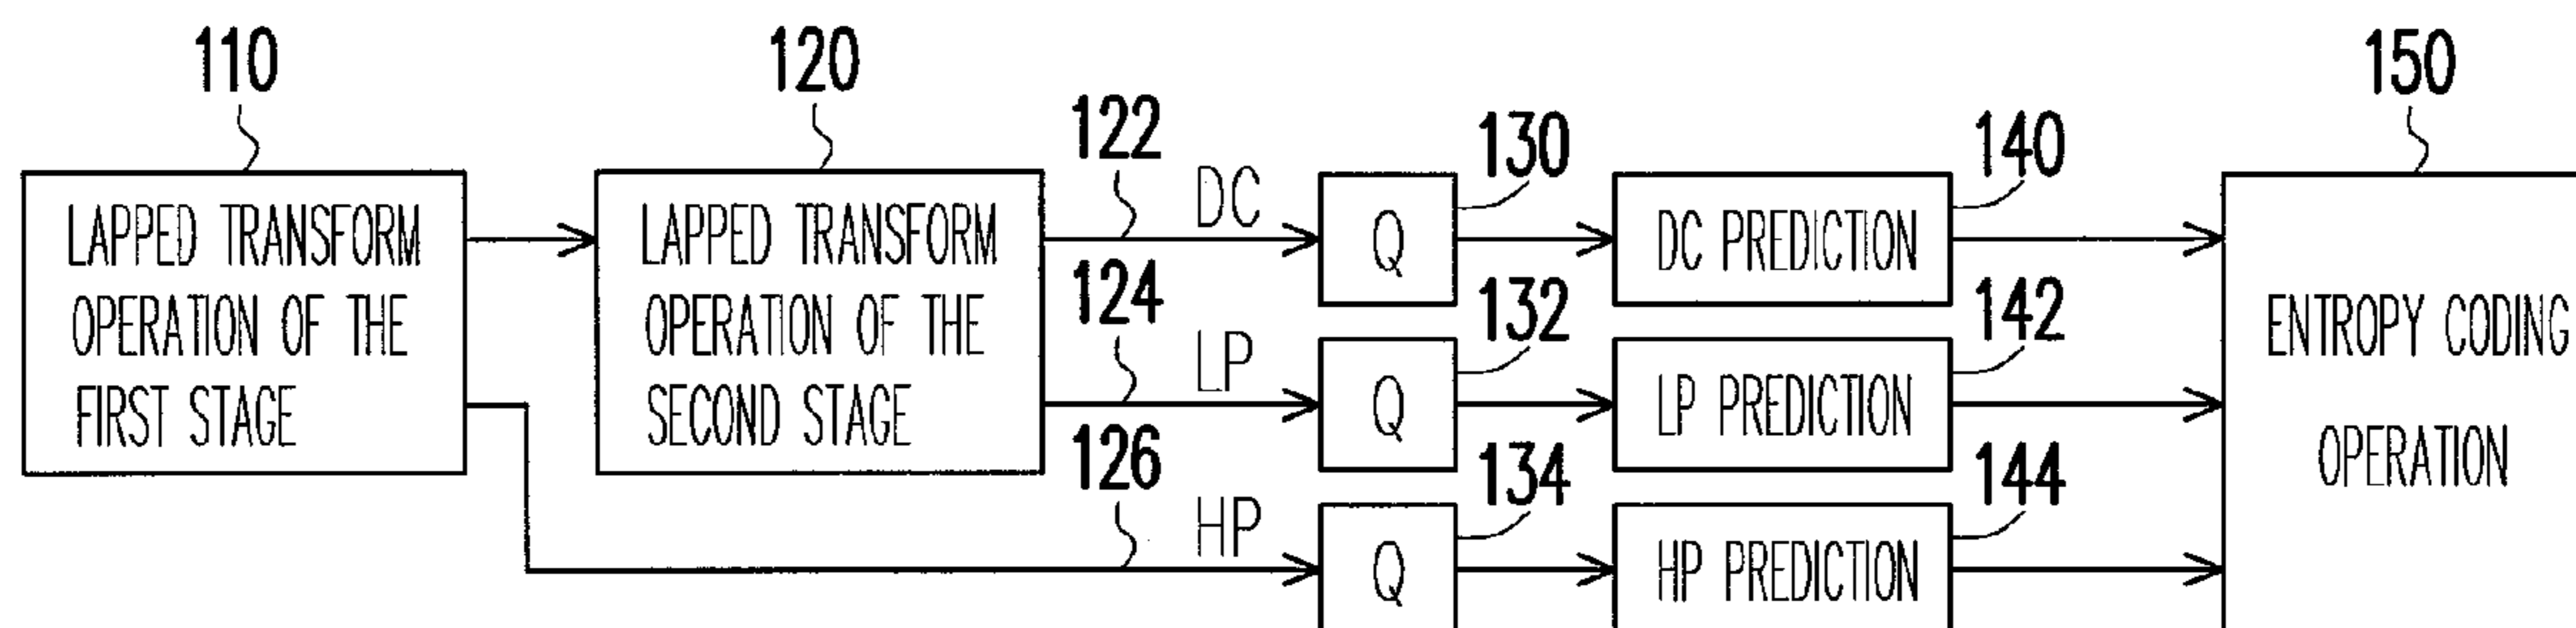 110
120
150
122
DC
130
140
LAPPED TRANSFORM
OPERATION OF THE
FIRST STAGE
LAPPED TRANSFORM
OPERATION OF THE
SECOND STAGE
Q
DC PREDICTION
124
LP
132
142
Q
LP PREDICTION
126
HP
134
144
Q
HP PREDICTION
ENTROPY CODING
OPERATION